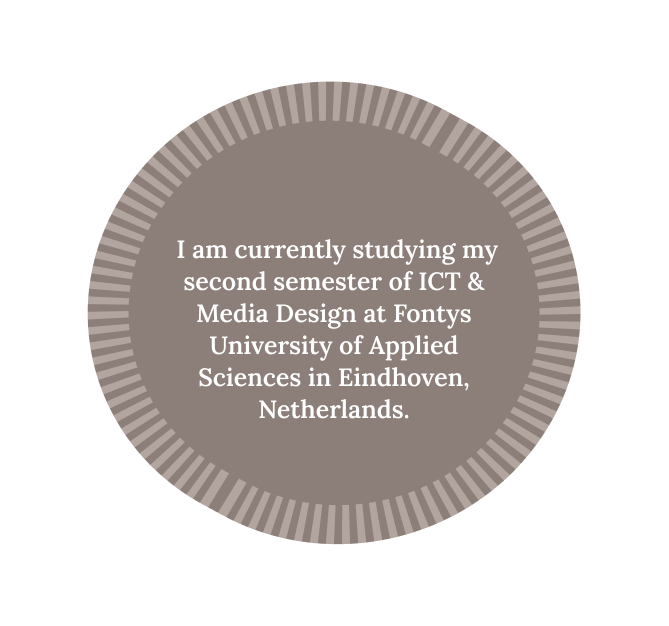 I am currently studying my
second semester of ICT &
Media Design at Fontys
University of Applied
Sciences in Eindhoven,
Netherlands.